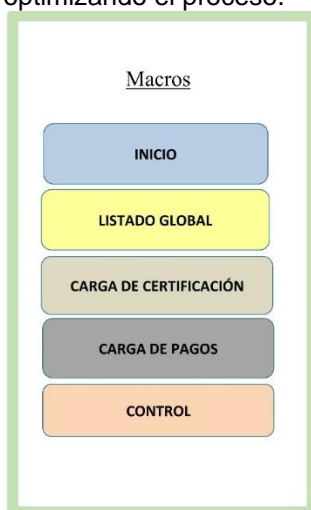 optimizando el proceso.
Macros
INICIO
LISTADO GLOBAL
CARGA DE CERTIFICACIÓN
CARGA DE PAGOS
CONTROL